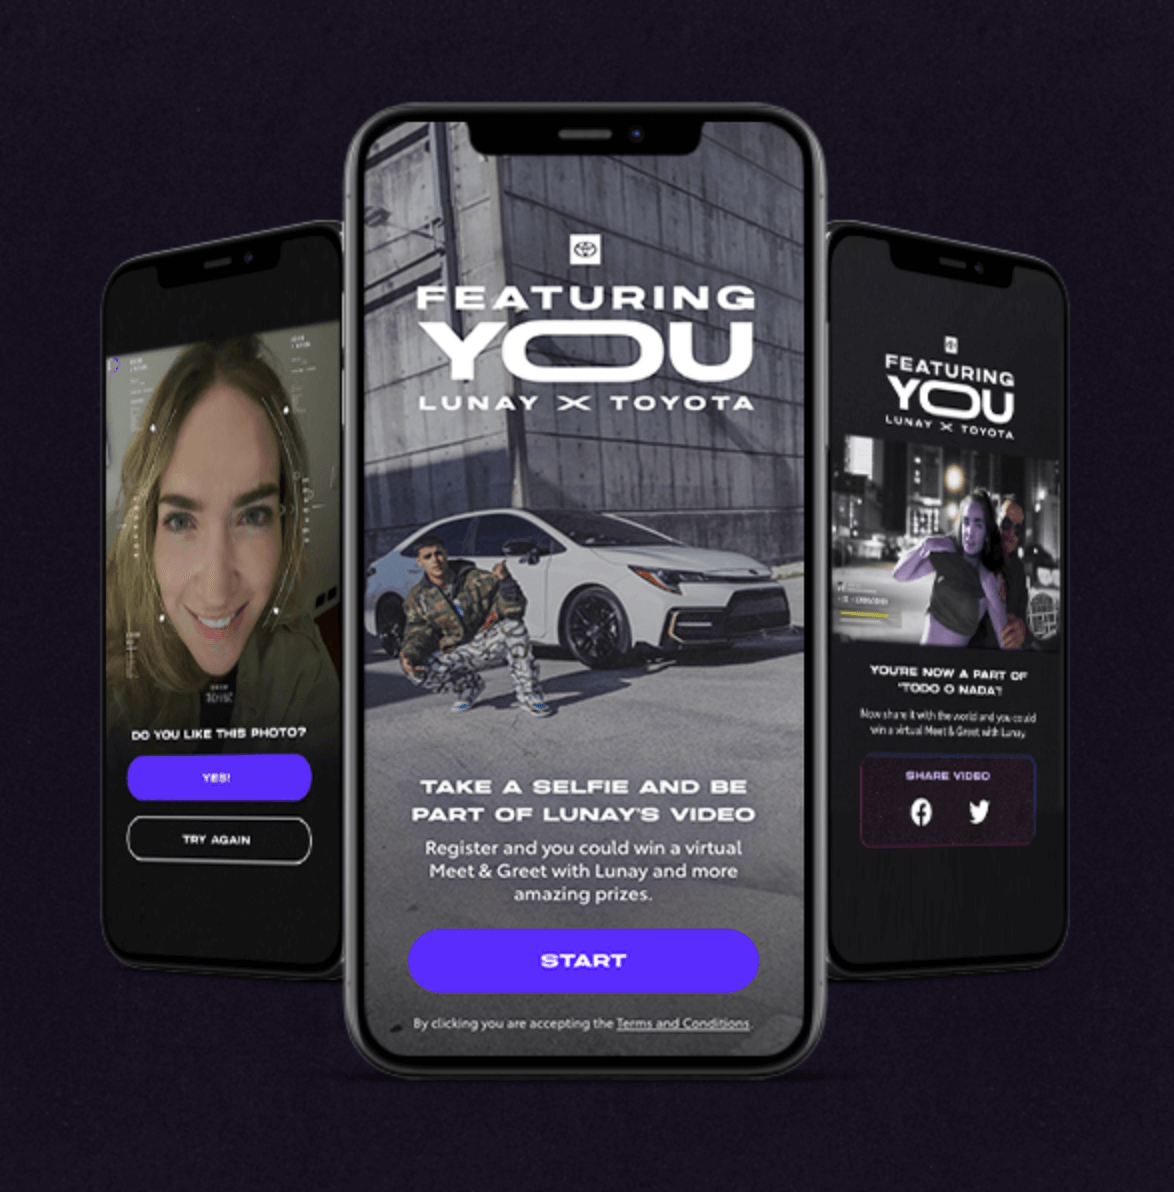 DO YOU LIKE THIS PHOTO?
YES!
TRY AGAIN
FEATURING
YOU
LUNAY X TOYOTA
TAKE A SELFIE AND BE
PART OF LUNAY'S VIDEO
Register and you could win a virtual
Meet & Greet with Lunay and more
amazing prizes.
START
By clicking you are accepting the Terms and Conditions.
FEATURING
YOU
LUNAY X TOYOTA
YOU'RE NOW A PART OF
"TODO O NADA"!
Now share it with the world and you could
win a virtual Meet & Greet with Lunay.
SHARE VIDEO